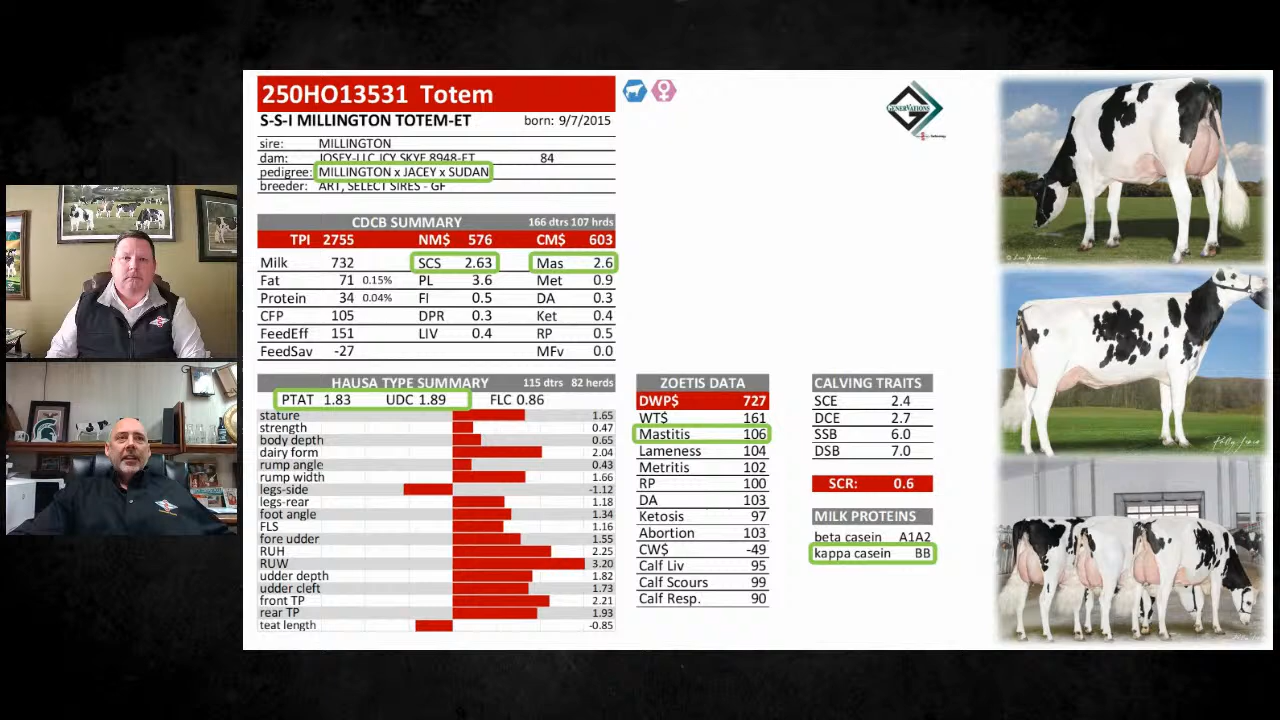 250HO13531 Totem
S-S-I MILLINGTON TOTEM-ET born: 9/7/2015
sire: MILLINGTON
dam: JOSEY-LLC ICY SKYE 8948-ET 84
pedigree: MILLINGTON x JACEY x SUDAN
breeder: ART, SELECT SIRES - GF
CDCB SUMMARY 166 dtrs 107 hrds
TPI 2755 NM$ 576 CM$ 603
Milk 732 SCS 2.63 Mas 2.6
Fat 71 0.15% PL 3.6 Met 0.9
Protein 34 0.04% FI 0.5 DA 0.3
CFP 105 DPR 0.3 Ket 0.4
FeedEff 151 LIV 0.4 RP 0.5
FeedSav -27 MFv 0.0
HAUSA TYPE SUMMARY 115 dtrs 82 herds
PTAT 1.83 UDC 1.89 FLC 0.86
stature 1.65
strength 0.47
body depth 0.65
dairy form 2.04
rump angle 0.43
rump width 1.66
legs-side -1.12
legs-rear 1.18
foot angle 1.34
FLS 1.16
fore udder 1.55
RUH 2.25
RUW 3.20
udder depth 1.82
udder cleft 1.73
front TP 2.21
rear TP 1.93
teat length -0.85
ZOETIS DATA
DWP$ 727
WT$ 161
Mastitis 106
Lameness 104
Metritis 102
RP 100
DA 103
Ketosis 97
Abortion 103
CW$ -49
Calf Liv 95
Calf Scours 99
Calf Resp. 90
CALVING TRAITS
SCE 2.4
DCE 2.7
SSB 6.0
DSB 7.0
SCR: 0.6
MILK PROTEINS
beta casein A1A2
kappa casein BB
GENERVATIONS